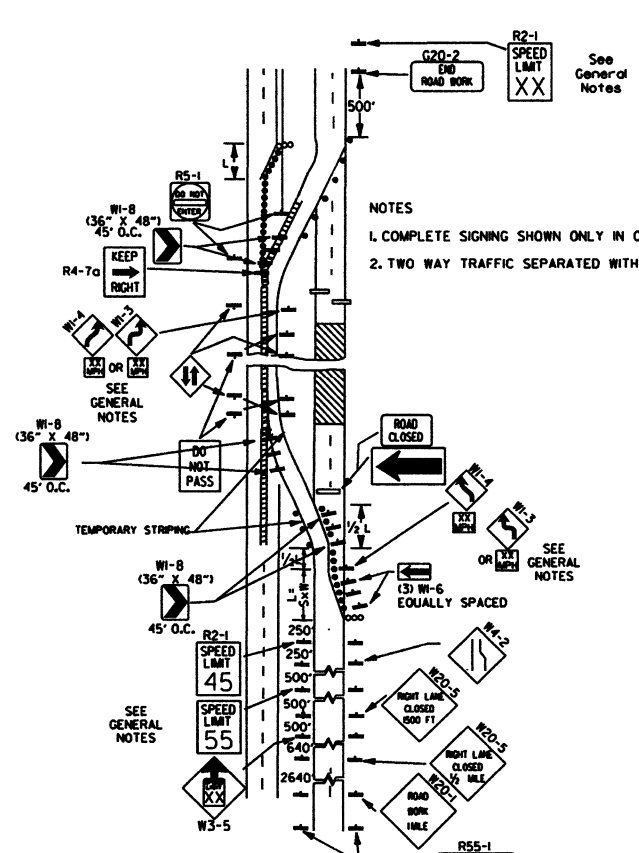 R2-1
SPEED
LIMIT
XX
See
General
Notes
G20-2
END
ROAD WORK
500'
L
R5-1
DO NOT
ENTER
W1-8
(36" X 48")
45' O.C.
KEEP
RIGHT
R4-7a
NOTES
1. COMPLETE SIGNING SHOWN ONLY IN
2. TWO WAY TRAFFIC SEPARATED WITH
W1-4
W1-3
XX
MPH
OR
XX
MPH
SEE
GENERAL
NOTES
W1-8
(36" X 48")
45' O.C.
DO
NOT
PASS
ROAD
CLOSED
W1-4
XX
MPH
W1-3
OR
XX
MPH
SEE
GENERAL
NOTES
TEMPORARY STRIPING
½ L
½L
L=
SxW
W1-8
(36" X 48")
45' O.C.
(3) W1-6
EQUALLY SPACED
R2-1
SPEED
LIMIT
45
250'
250'
500'
500'
500'
640'
2640'
W4-2
SEE
GENERAL
NOTES
SPEED
LIMIT
55
W20-5
RIGHT LANE
CLOSED
1500 FT
W20-5
RIGHT LANE
CLOSED
½ MILE
XX
W3-5
W20-1
ROAD
WORK
1 MILE
R55-1